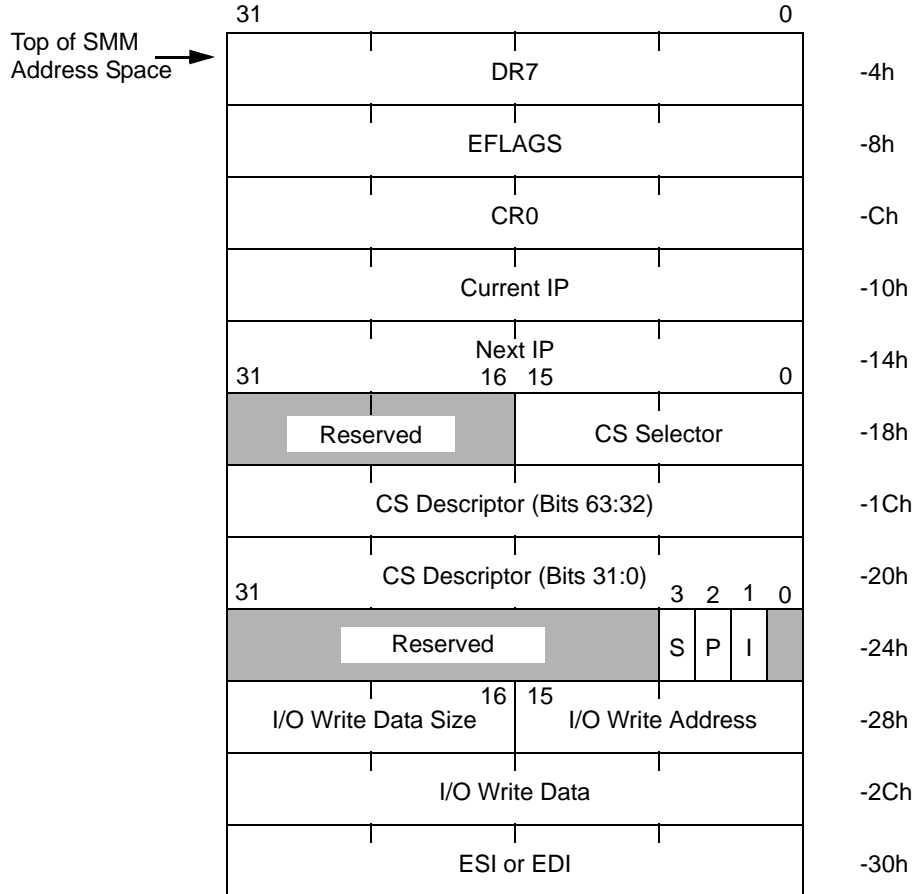 31 0
Top of SMM
Address Space
DR7 -4h
EFLAGS -8h
CR0 -Ch
Current IP -10h
Next IP -14h
31 16 15 0
Reserved CS Selector -18h
CS Descriptor (Bits 63:32) -1Ch
CS Descriptor (Bits 31:0) -20h
31 3 2 1 0
Reserved S P I -24h
16 15
I/O Write Data Size I/O Write Address -28h
I/O Write Data -2Ch
ESI or EDI -30h